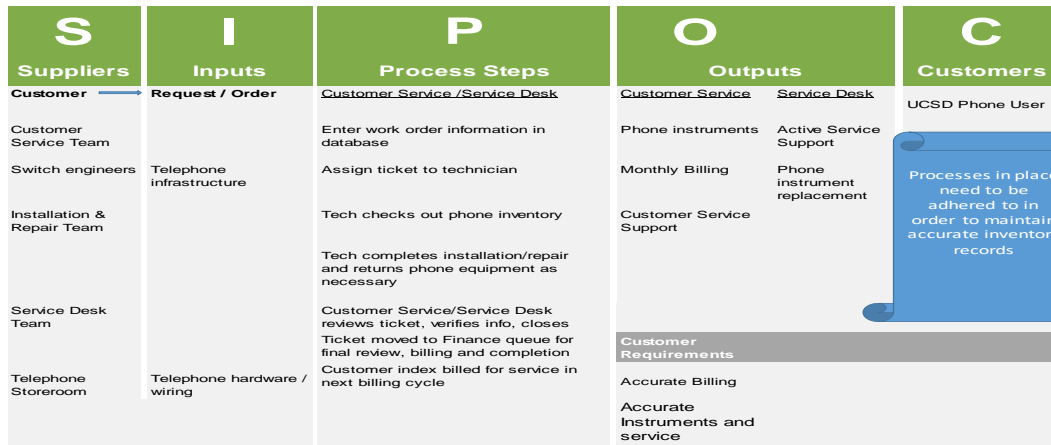 S
Suppliers
Customer
Customer
Service Team
Switch engineers
Installation &
Repair Team
Service Desk
Team
Telephone
Storeroom
I
Inputs
Request / Order
Telephone
infrastructure
Telephone hardware /
wiring
P
Process Steps
Customer Service /Service Desk
Enter work order information in
database
Assign ticket to technician
Tech checks out phone inventory
Tech completes installation/repair
and returns phone equipment as
necessary
Customer Service/Service Desk
reviews ticket, verifies info, closes
Ticket moved to Finance queue for
final review, billing and completion
Customer index billed for service in
next billing cycle
O
Outputs
Customer Service
Phone instruments
Monthly Billing
Customer Service
Support
Service Desk
Active Service
Support
Phone
instrument
replacement
Customer
Requirements
Accurate Billing
Accurate
Instruments and
service
C
Customers
UCSD Phone User
Processes in place
need to be
adhered to in
order to maintain
accurate inventor
records